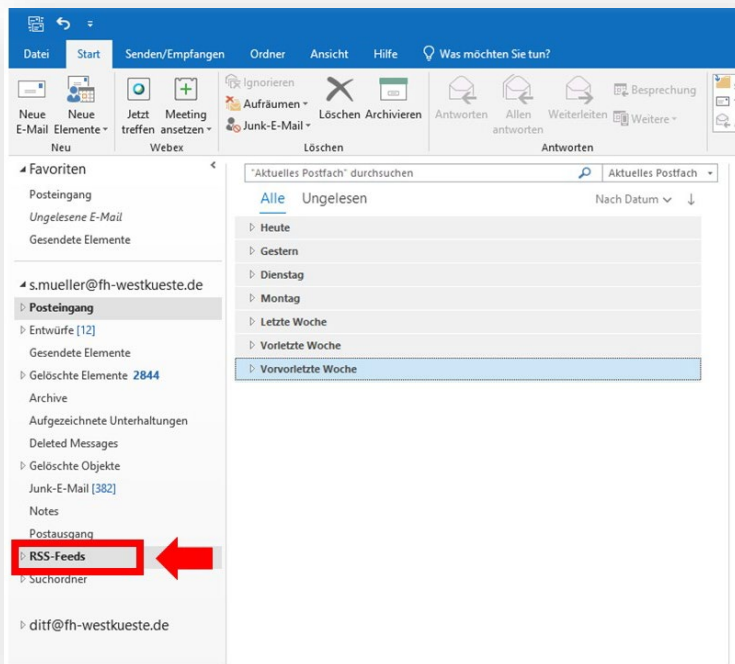 Datei Start Senden/Empfangen Ordner Ansicht Hilfe Was möchten Sie tun?
Neue E-Mail
Neue Elemente
Jetzt treffen
Meeting ansetzen
Ignorieren
Aufräumen
Junk-E-Mail
Löschen
Archivieren
Antworten
Allen antworten
Weiterleiten
Besprechung
Weitere
Neu Webex Löschen Antworten
Favoriten
Posteingang
Ungelesene E-Mail
Gesendete Elemente
s.mueller@fh-westkueste.de
Posteingang
Entwürfe [12]
Gesendete Elemente
Gelöschte Elemente 2844
Archive
Aufgezeichnete Unterhaltungen
Deleted Messages
Gelöschte Objekte
Junk-E-Mail [382]
Notes
Postausgang
RSS-Feeds
Suchordner
ditf@fh-westkueste.de
"Aktuelles Postfach" durchsuchen Aktuelles Postfach
Alle Ungelesen Nach Datum
Heute
Gestern
Dienstag
Montag
Letzte Woche
Vorletzte Woche
Vorvorletzte Woche